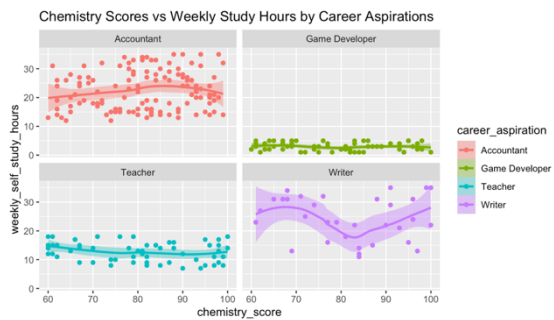 Chemistry Scores vs Weekly Study Hours by Career Aspirations
Accountant
Game Developer
30
20
10
0
Teacher
Writer
30
20
10
0
60 70 80 90 100
60 70 80 90 100
chemistry_score
weekly_self_study_hours
career_aspiration
Accountant
Game Developer
Teacher
Writer